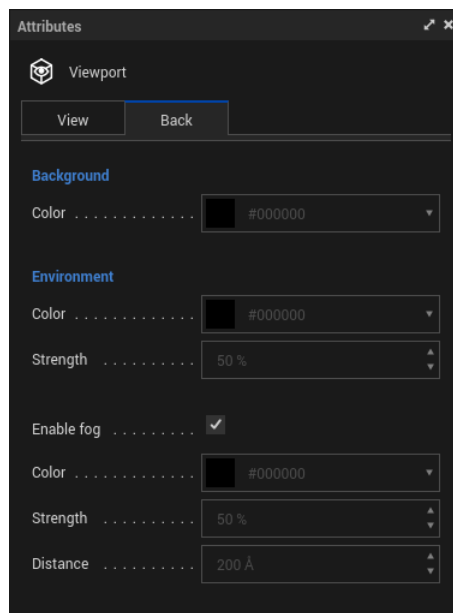 Attributes
Viewport
View Back
Background
Color . . . . . . . . . . . . . #000000
Environment
Color . . . . . . . . . . . . . #000000
Strength . . . . . . . . . . 50 %
Enable fog . . . . . . . . .
Color . . . . . . . . . . . . . #000000
Strength . . . . . . . . . . 50 %
Distance . . . . . . . . . . 200 Å